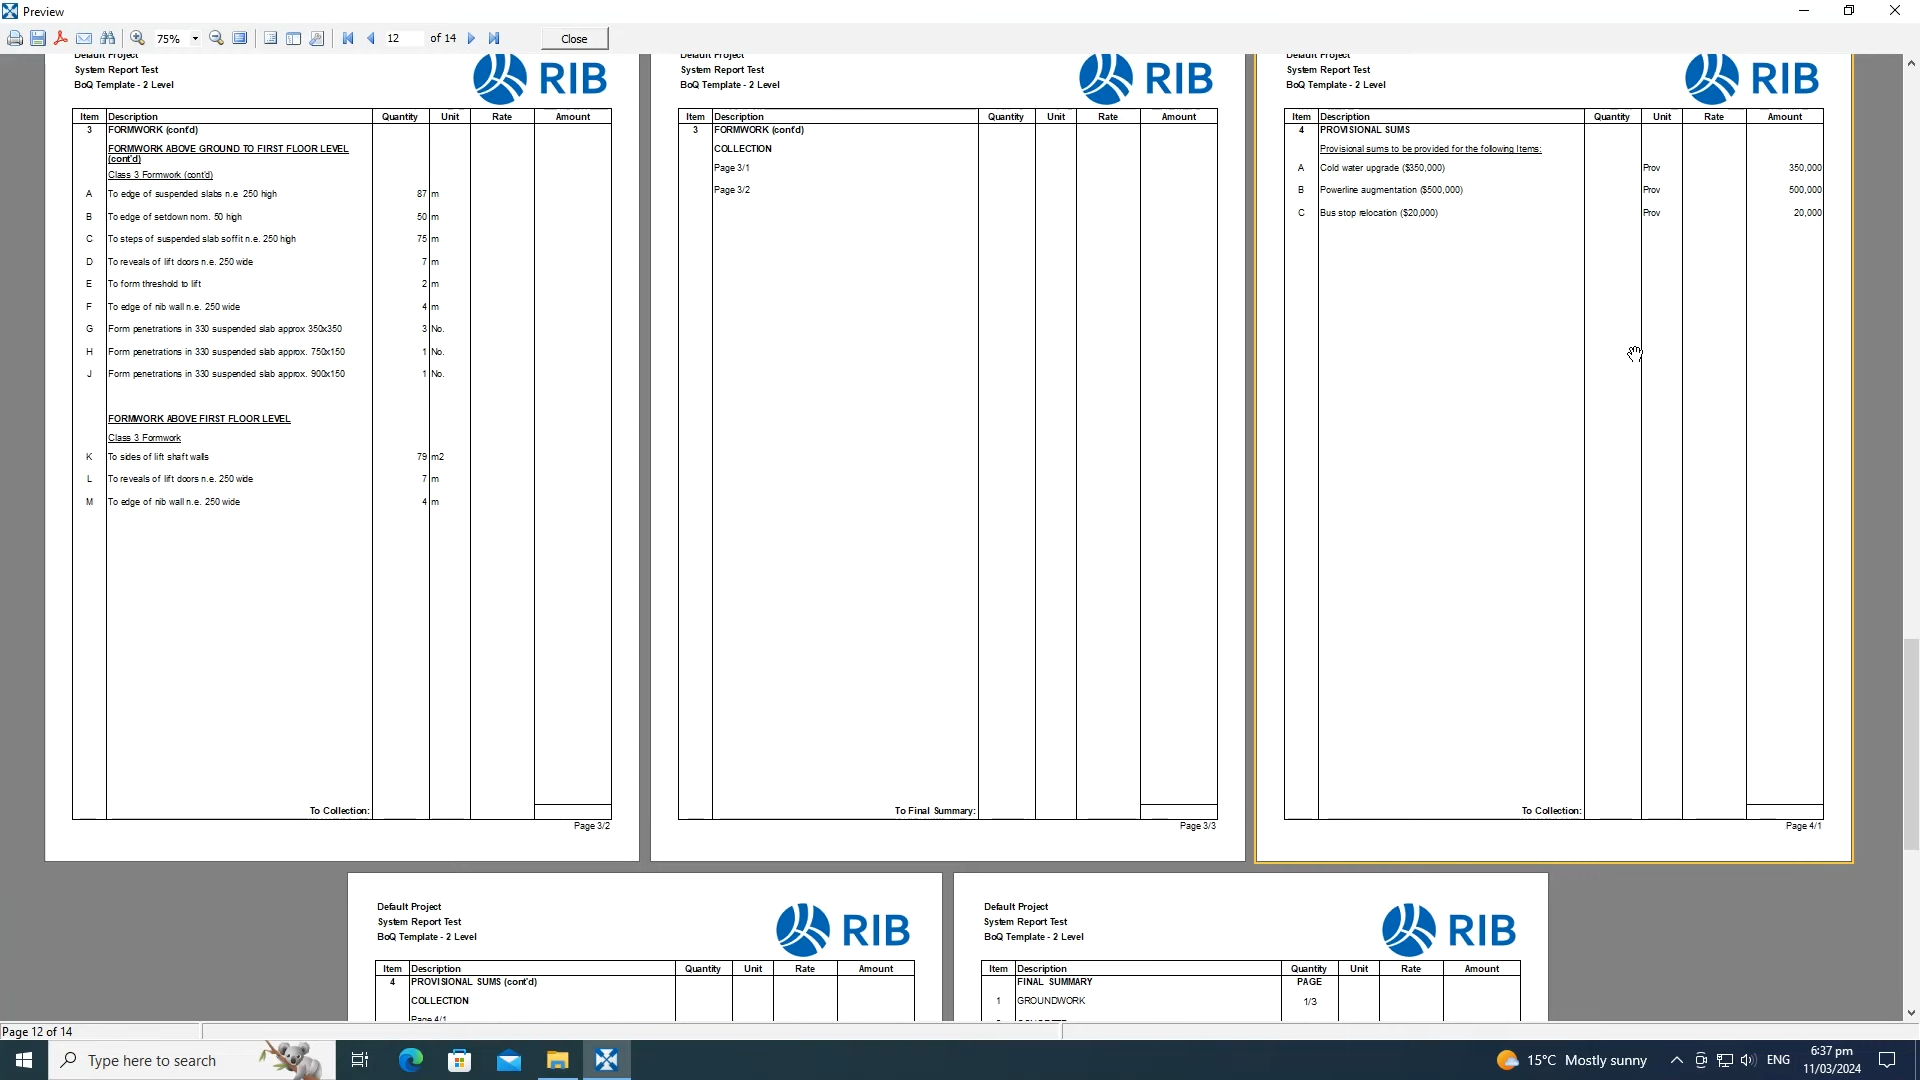 Preview
75%
12 of 14
Close
Default Project
System Report Test
BoQ Template - 2 Level
RIB
Item Description Quantity Unit Rate Amount
3 FORMWORK (cont'd)
FORMWORK ABOVE GROUND TO FIRST FLOOR LEVEL
(cont'd)
Class 3 Formwork (cont'd)
A To edge of suspended slabs n.e 250 high 87 m
B To edge of setdown nom. 50 high 50 m
C To steps of suspended slab soffit n.e. 250 high 75 m
D To reveals of lift doors n.e. 250 wide 7 m
E To form threshold to lift 2 m
F To edge of nib wall n.e. 250 wide 4 m
G Form penetrations in 330 suspended slab approx 350x350 3 No.
H Form penetrations in 330 suspended slab approx. 750x150 1 No.
J Form penetrations in 330 suspended slab approx. 900x150 1 No.
FORMWORK ABOVE FIRST FLOOR LEVEL
Class 3 Formwork
K To sides of lift shaft walls 79 m2
L To reveals of lift doors n.e. 250 wide 7 m
M To edge of nib wall n.e. 250 wide 4 m
To Collection:
Page 3/2
Default Project
System Report Test
BoQ Template - 2 Level
RIB
Item Description Quantity Unit Rate Amount
3 FORMWORK (cont'd)
COLLECTION
Page 3/1
Page 3/2
To Final Summary:
Page 3/3
Default Project
System Report Test
BoQ Template - 2 Level
RIB
Item Description Quantity Unit Rate Amount
4 PROVISIONAL SUMS
Provisional sums to be provided for the following Items:
A Cold water upgrade ($350,000) Prov 350,000
B Powerline augmentation ($500,000) Prov 500,000
C Bus stop relocation ($20,000) Prov 20,000
To Collection:
Page 4/1
Default Project
System Report Test
BoQ Template - 2 Level
RIB
Item Description Quantity Unit Rate Amount
4 PROVISIONAL SUMS (cont'd)
COLLECTION
Page 4/1
Default Project
System Report Test
BoQ Template - 2 Level
RIB
Item Description Quantity Unit Rate Amount
FINAL SUMMARY PAGE
1 GROUNDWORK 1/3
Page 12 of 14
Type here to search
15°C Mostly sunny
ENG
6:37 pm
11/03/2024